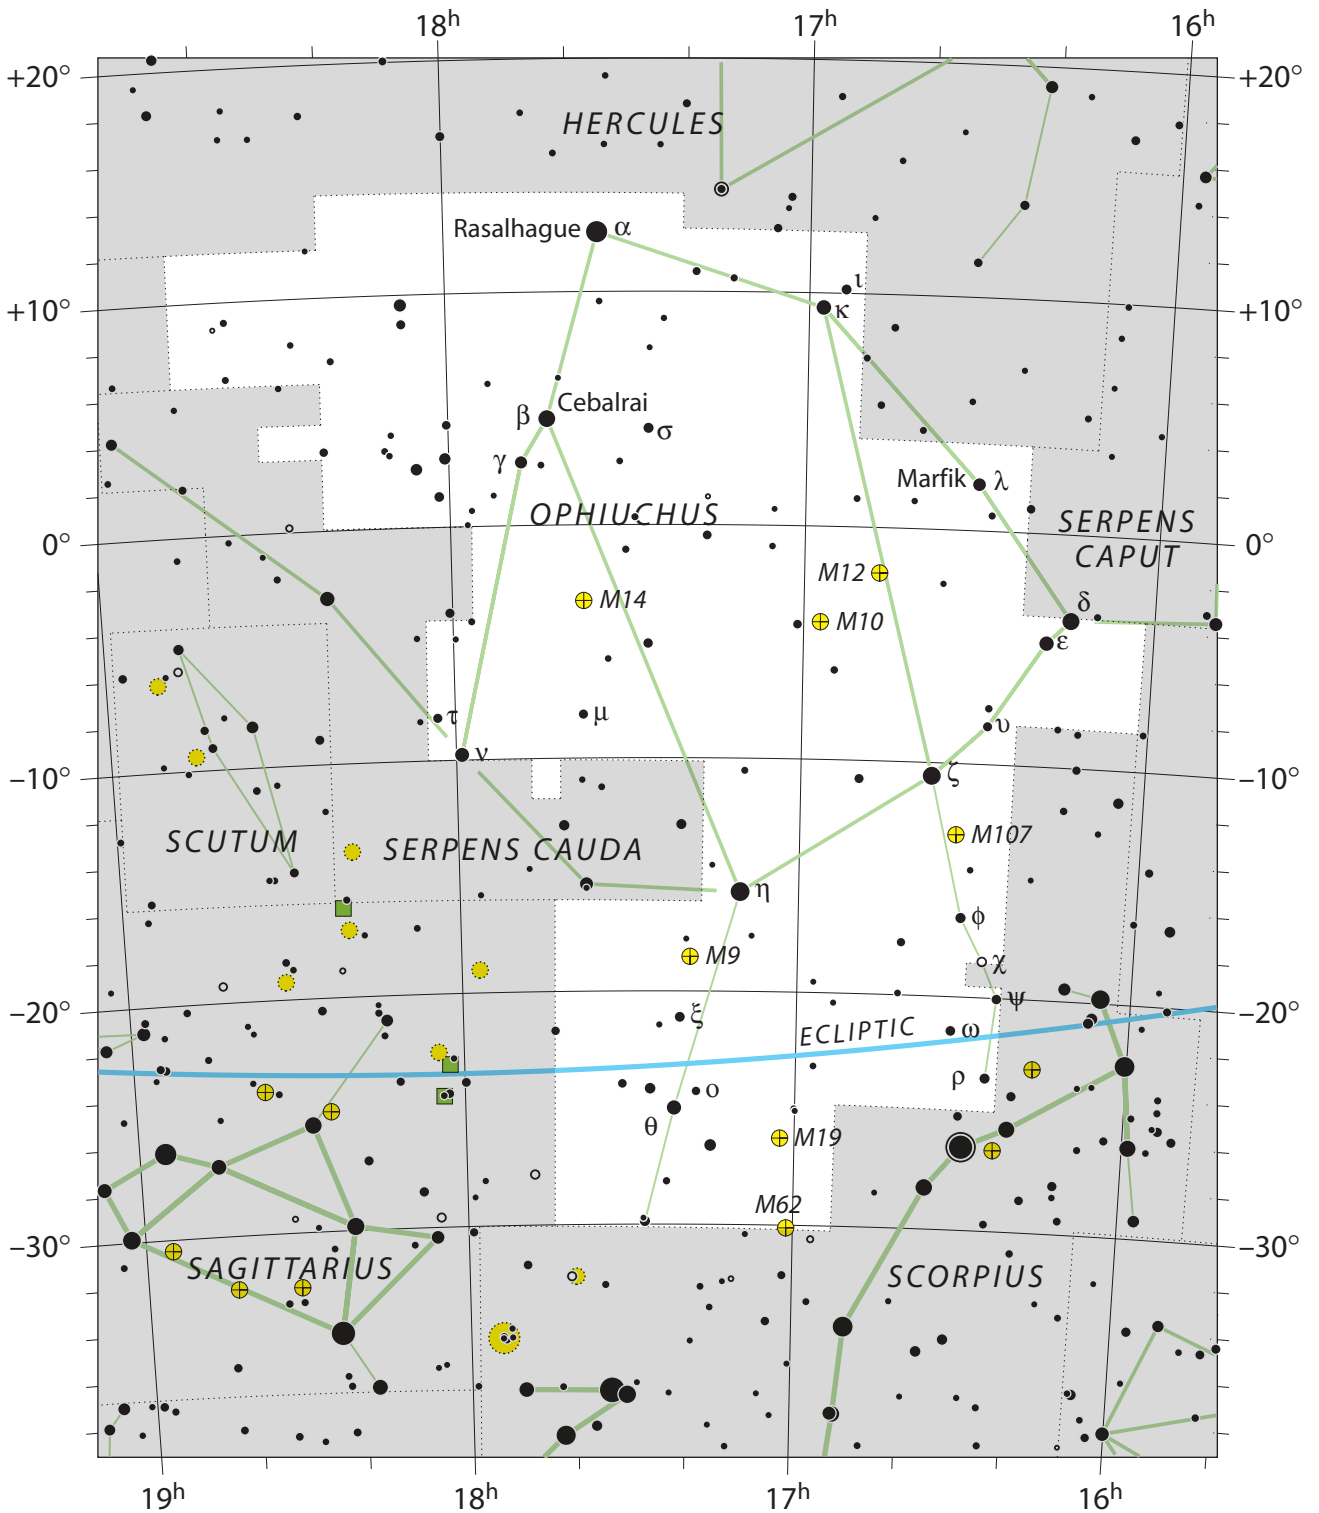 18h 17h 16h
+20° +20°
HERCULES
Rasalhague α
ι
+10° κ +10°
Cebalrai
β
σ
γ
Marfik λ
OPHIUCHUS
SERPENS
CAPUT
0° 0°
M12
M14
δ
M10
ε
τ μ
υ
ν
−10° ζ −10°
M107
SCUTUM SERPENS CAUDA
η
φ
M9
χ
ψ
−20° ξ −20°
ECLIPTIC ω
ρ
ο
θ
M19
M62
−30° −30°
SAGITTARIUS SCORPIUS
19h 18h 17h 16h